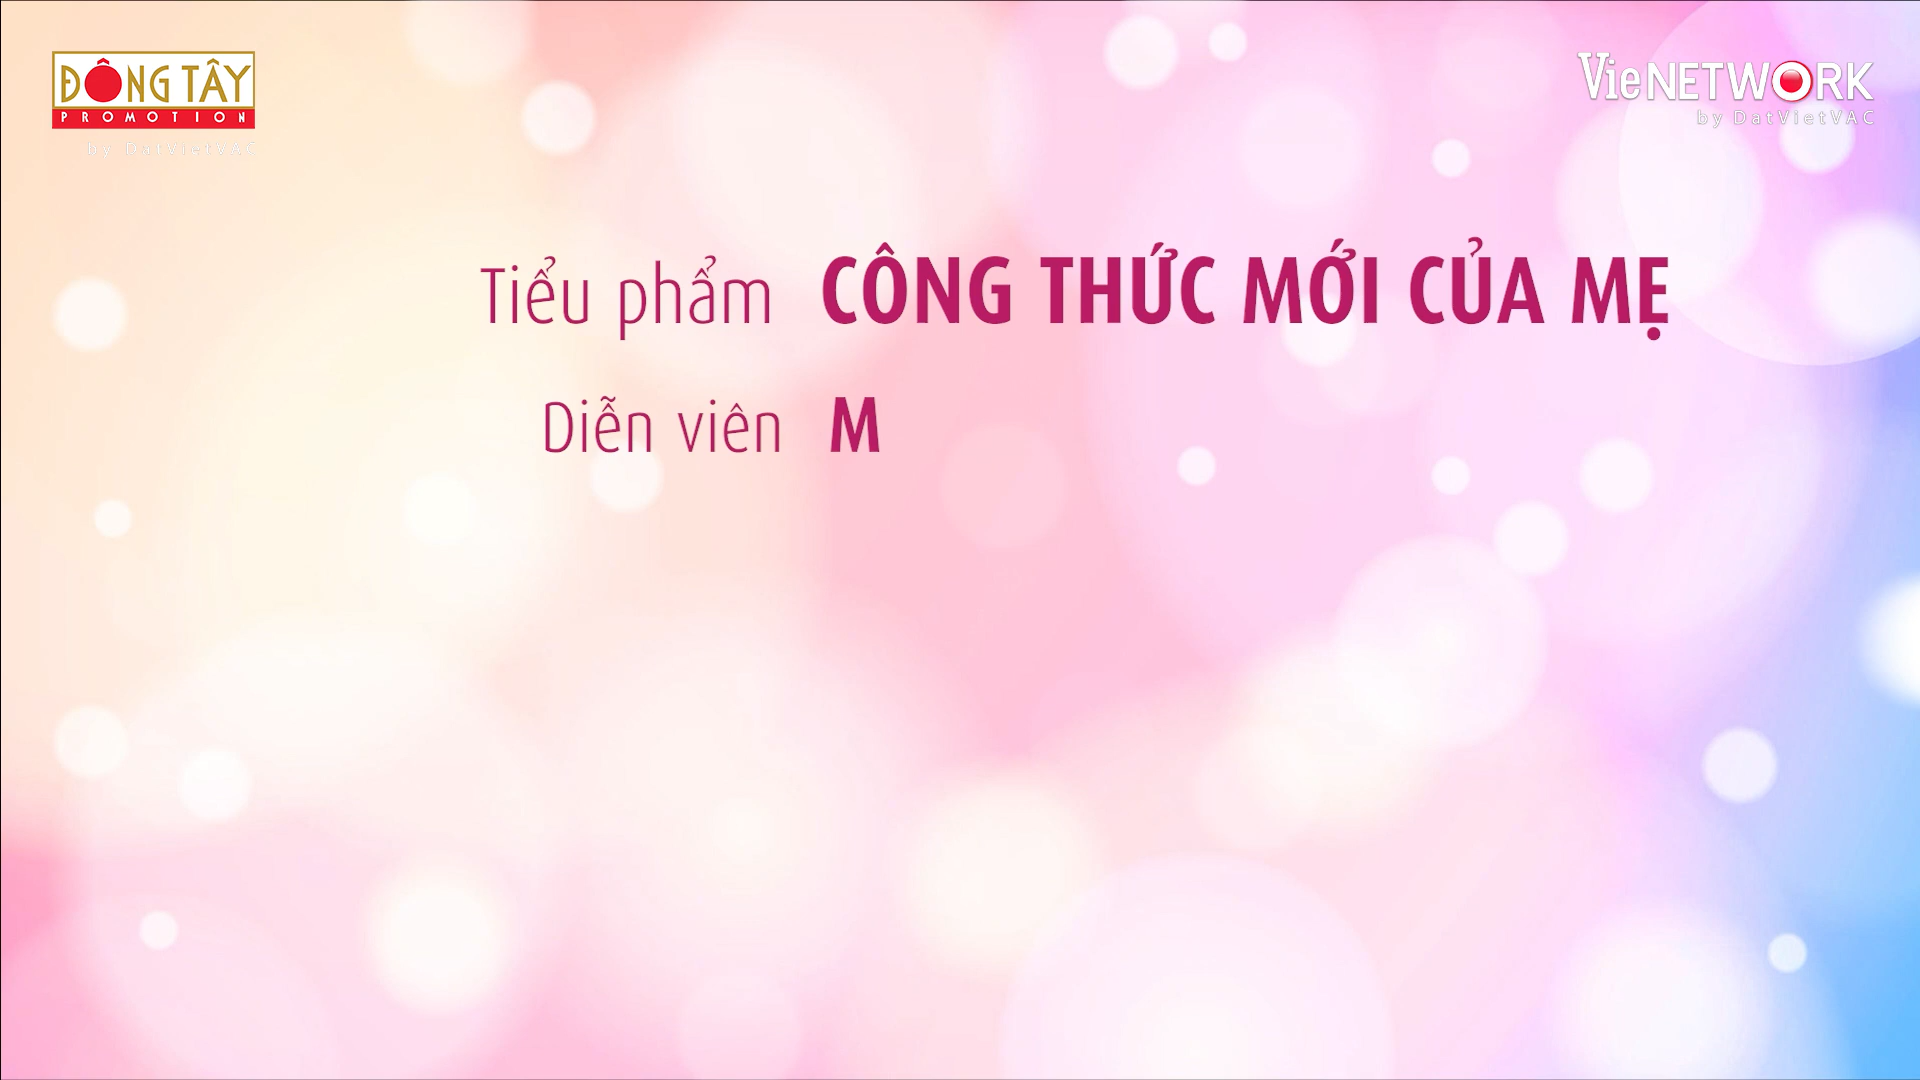 ĐÔNG TÂY
PROMOTION
by DatVietVAC
VieNETWORK
by DatVietVAC
Tiểu phẩm CÔNG THỨC MỚI CỦA MẸ
Diễn viên M